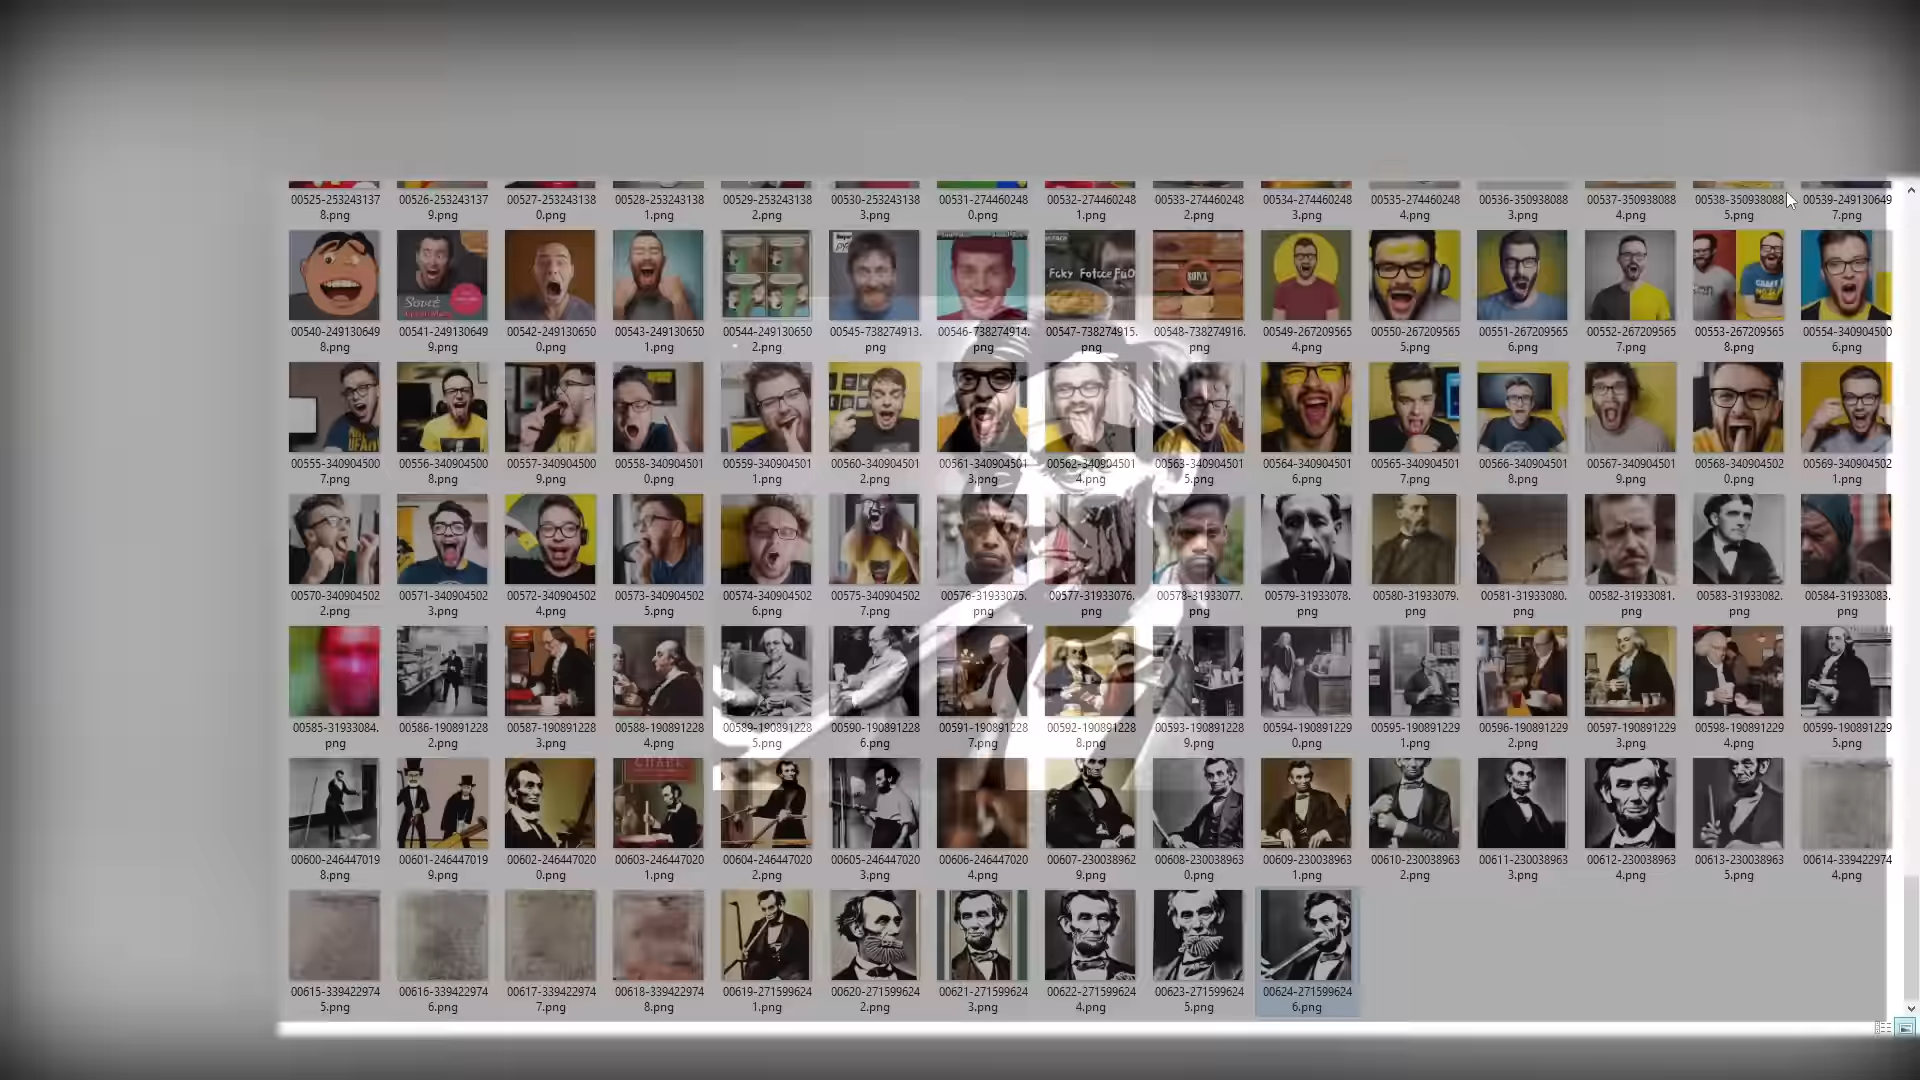 00525-253243137 00526-253243137 00527-253243138 00528-253243138 00529-253243138 00530-253243138 00531-274460248 00532-274460248 00533-274460248 00534-274460248 00535-274460248 00536-350938088 00537-350938088 00538-350938088 00539-249130649
8.png 9.png 0.png 1.png 2.png 3.png 0.png 1.png 2.png 3.png 4.png 3.png 4.png 5.png 7.png
Fcky Fotcce FuO
00540-249130649 00541-249130649 00542-249130650 00543-249130650 00544-249130650 00545-738274913. 00546-738274914. 00547-738274915. 00548-738274916. 00549-267209565 00550-267209565 00551-267209565 00552-267209565 00553-267209565 00554-340904500
8.png 9.png 0.png 1.png 2.png png png png png 4.png 5.png 6.png 7.png 8.png 6.png
00555-340904500 00556-340904500 00557-340904500 00558-340904501 00559-340904501 00560-340904501 00561-340904501 00562-340904501 00563-340904501 00564-340904501 00565-340904501 00566-340904501 00567-340904501 00568-340904502 00569-340904502
7.png 8.png 9.png 0.png 1.png 2.png 3.png 4.png 5.png 6.png 7.png 8.png 9.png 0.png 1.png
00570-340904502 00571-340904502 00572-340904502 00573-340904502 00574-340904502 00575-340904502 00576-31933075. 00577-31933076. 00578-31933077. 00579-31933078. 00580-31933079. 00581-31933080. 00582-31933081. 00583-31933082. 00584-31933083.
2.png 3.png 4.png 5.png 6.png 7.png png png png png png png png png png
00585-31933084. 00586-190891228 00587-190891228 00588-190891228 00589-190891228 00590-190891228 00591-190891228 00592-190891228 00593-190891228 00594-190891229 00595-190891229 00596-190891229 00597-190891229 00598-190891229 00599-190891229
png 2.png 3.png 4.png 5.png 6.png 7.png 8.png 9.png 0.png 1.png 2.png 3.png 4.png 5.png
00600-246447019 00601-246447019 00602-246447020 00603-246447020 00604-246447020 00605-246447020 00606-246447020 00607-230038962 00608-230038963 00609-230038963 00610-230038963 00611-230038963 00612-230038963 00613-230038963 00614-339422974
8.png 9.png 0.png 1.png 2.png 3.png 4.png 9.png 0.png 1.png 2.png 3.png 4.png 5.png 4.png
00615-339422974 00616-339422974 00617-339422974 00618-339422974 00619-271599624 00620-271599624 00621-271599624 00622-271599624 00623-271599624 00624-271599624
5.png 6.png 7.png 8.png 1.png 2.png 3.png 4.png 5.png 6.png